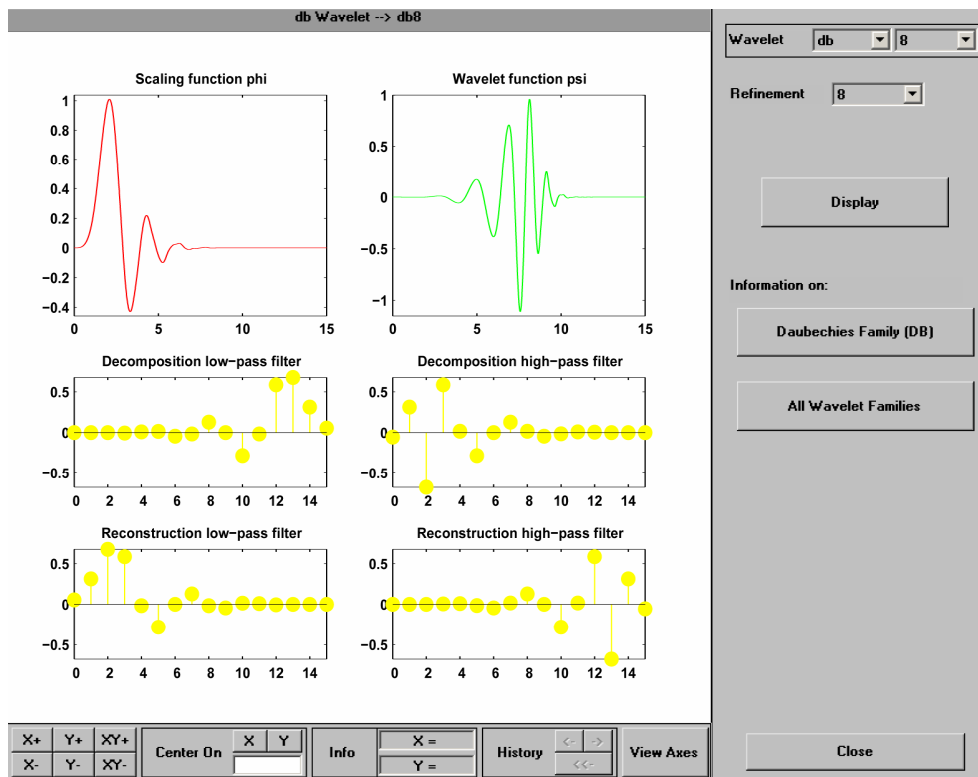 db Wavelet --> db8
Scaling function phi
1
0.8
0.6
0.4
0.2
0
−0.2
−0.4
0 5 10 15
Wavelet function psi
1
0.5
0
−0.5
−1
0 5 10 15
Decomposition low−pass filter
0.5
0
−0.5
0 2 4 6 8 10 12 14
Decomposition high−pass filter
0.5
0
−0.5
0 2 4 6 8 10 12 14
Reconstruction low−pass filter
0.5
0
−0.5
0 2 4 6 8 10 12 14
Reconstruction high−pass filter
0.5
0
−0.5
0 2 4 6 8 10 12 14
Wavelet db 8
Refinement 8
Display
Information on:
Daubechies Family (DB)
All Wavelet Families
X+ Y+ XY+
X- Y- XY-
Center On X Y
Info X =
Y =
History <- ->
<<-
View Axes
Close